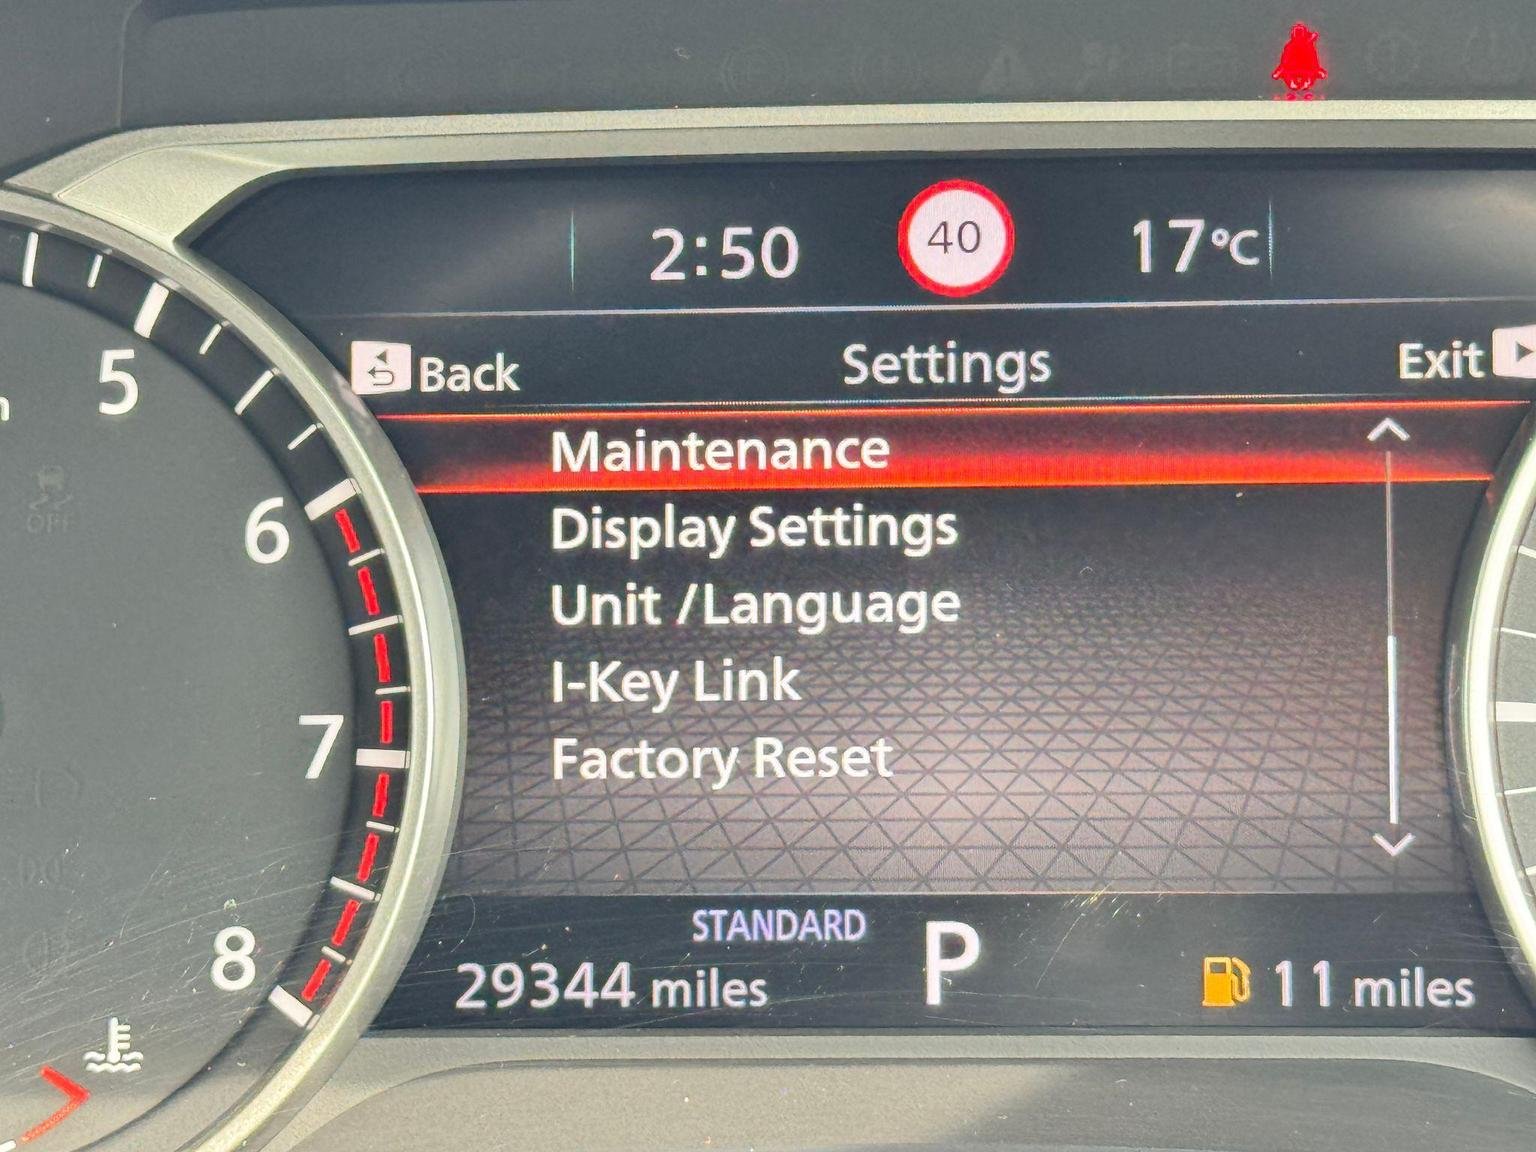 2:50
40
17°C
Back
Settings
Exit
Maintenance
Display Settings
Unit /Language
I-Key Link
Factory Reset
STANDARD
29344 miles
P
11 miles
5
6
7
8
OFF